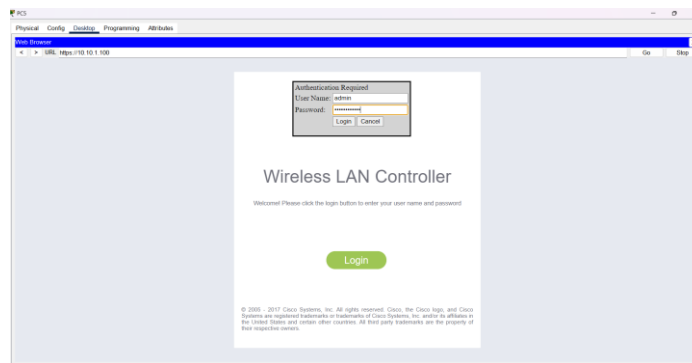 PC5
Physical Config Desktop Programming Attributes
Web Browser
< > URL https://10.10.1.100 Go Stop
Authentication Required
User Name: admin
Password: ••••••••••••
Login Cancel
Wireless LAN Controller
Welcome! Please click the login button to enter your user name and password
Login
© 2005 - 2017 Cisco Systems, Inc. All rights reserved. Cisco, the Cisco logo, and Cisco
Systems are registered trademarks or trademarks of Cisco Systems, Inc. and/or its affiliates in
the United States and certain other countries. All third party trademarks are the property of
their respective owners.